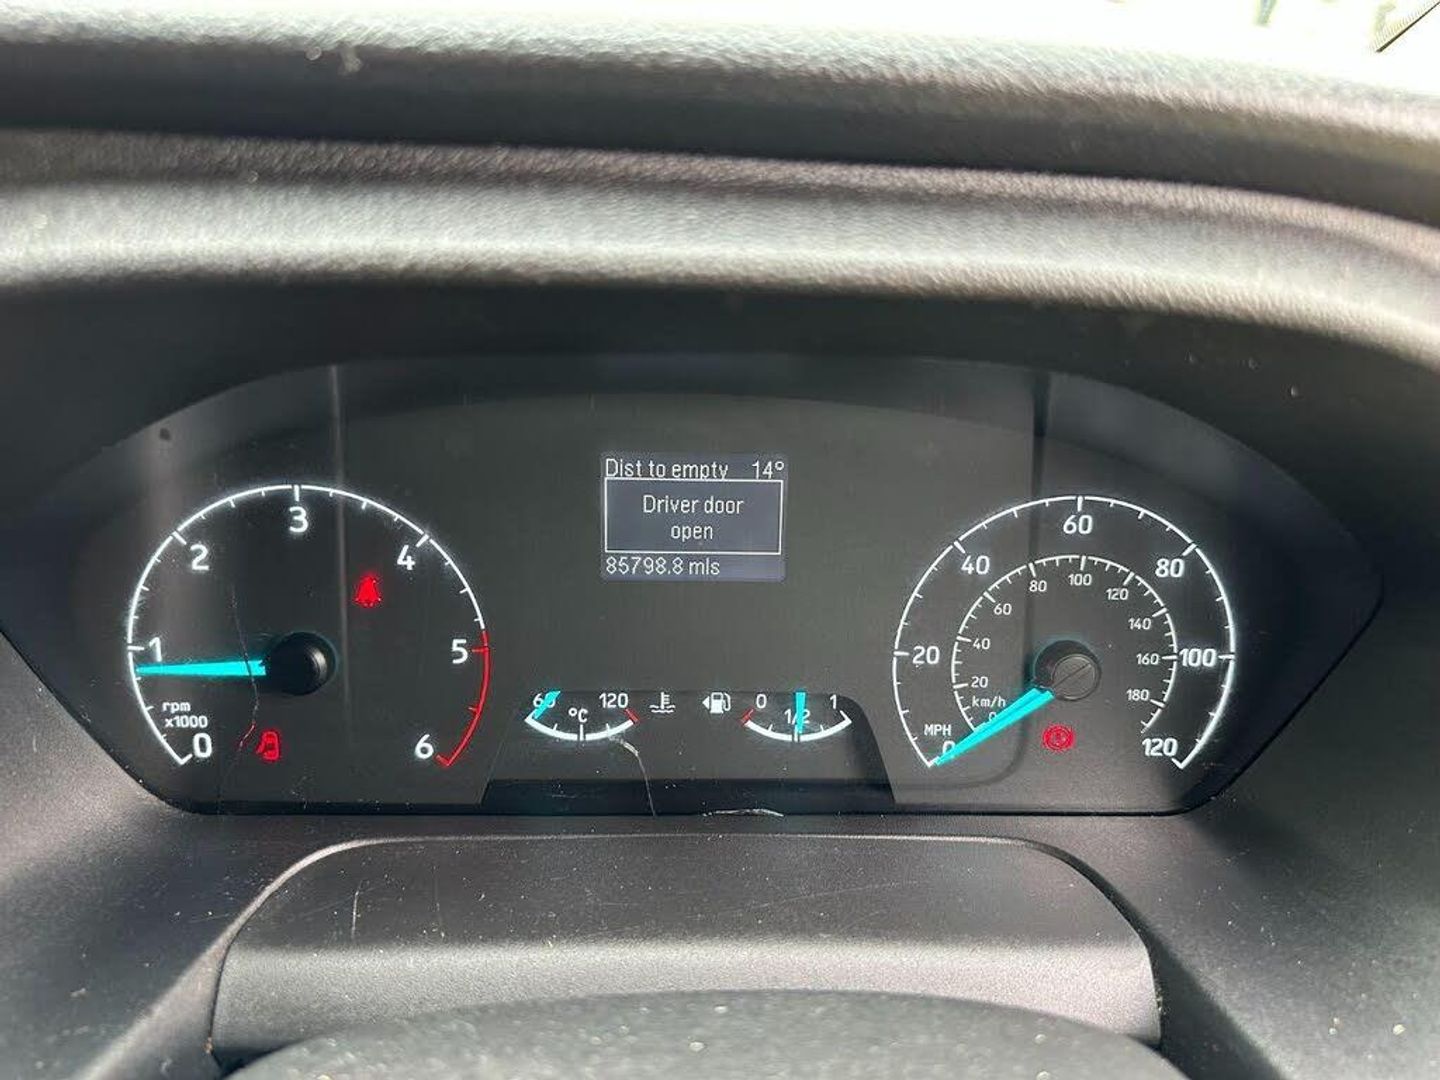 Dist to empty 14°
Driver door
open
85798.8 mls
0 1 2 3 4 5 6
rpm
x1000
60 120
°C
0 1/2 1
0 20 40 60 80 100 120
MPH
20 40 60 80 100 120 140 160 180
km/h